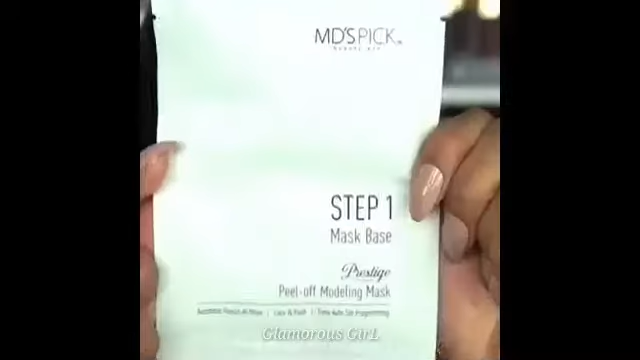 MD'SPICK
STEP 1
Mask Base
Prestige
Peel-off Modeling Mask
Glamorous GirL